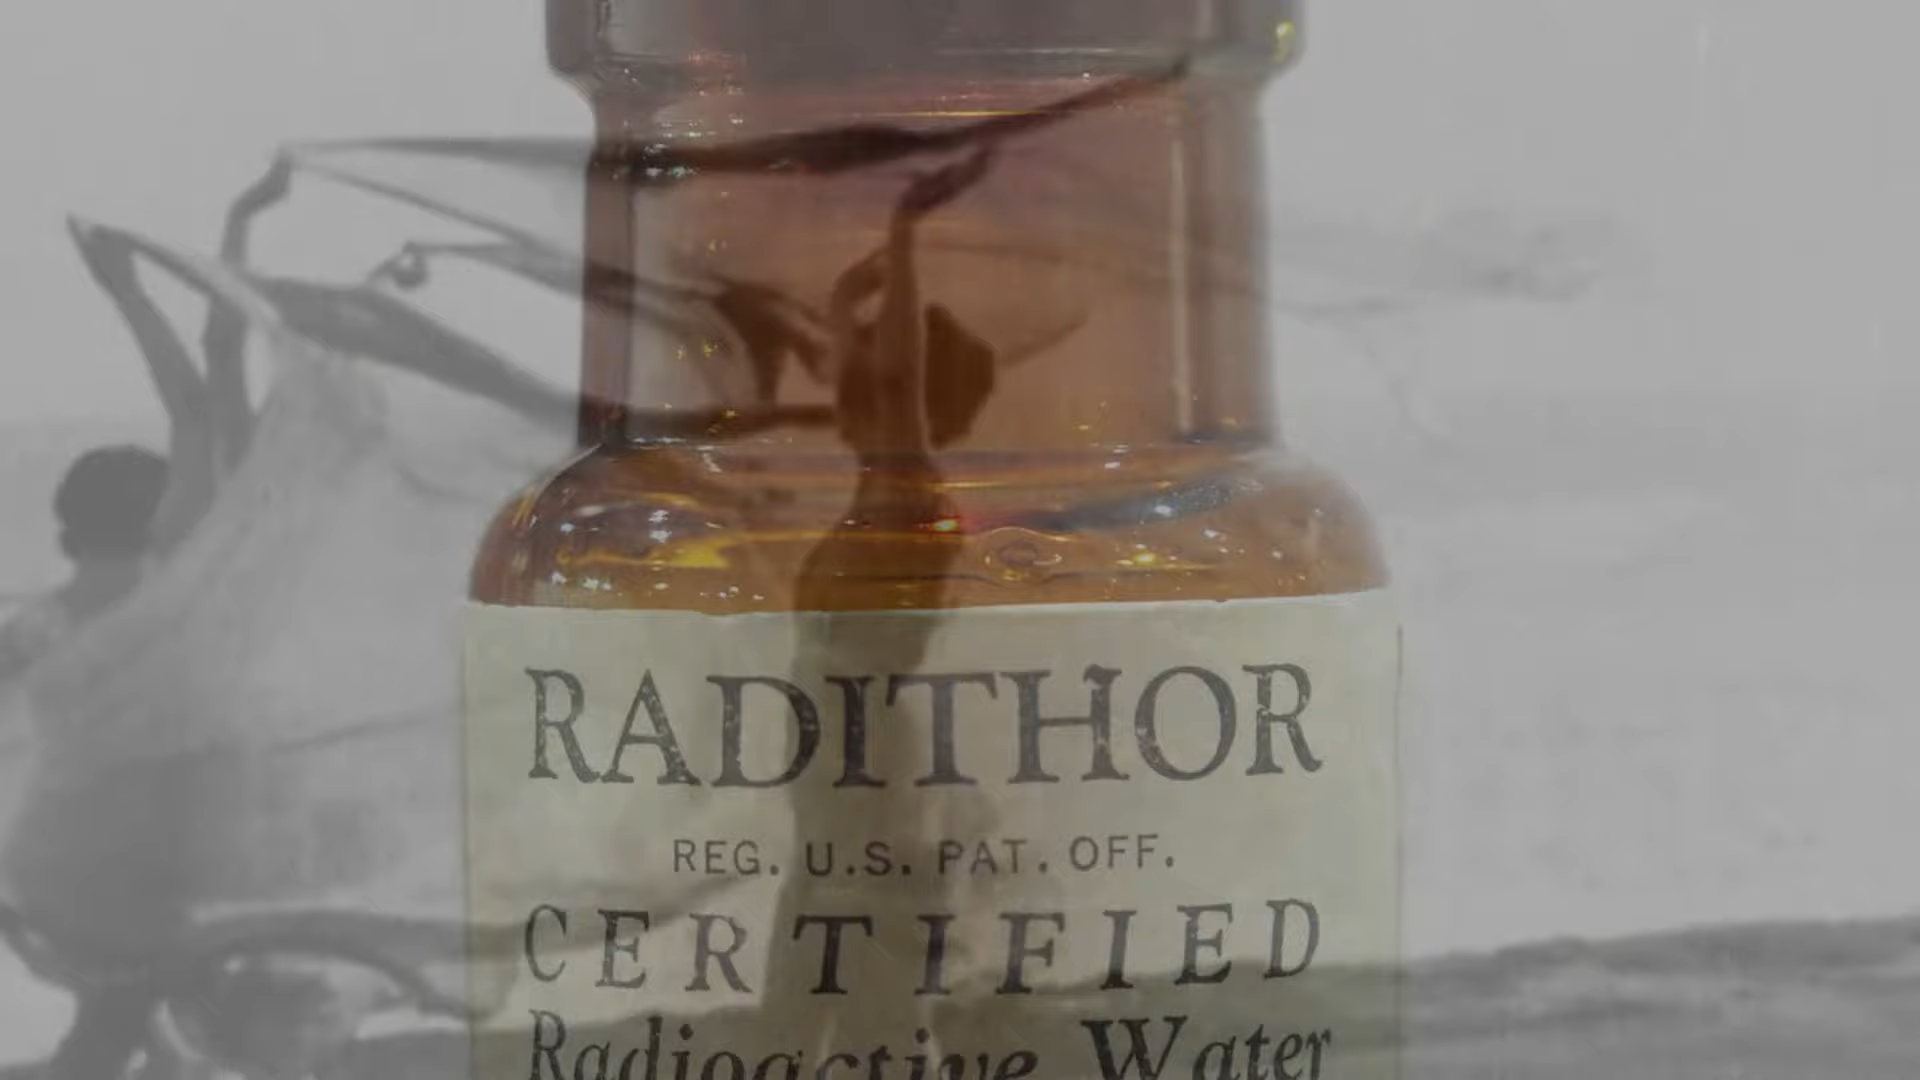 RADITHOR
REG. U.S. PAT. OFF.
CERTIFIED
Radioactive Water